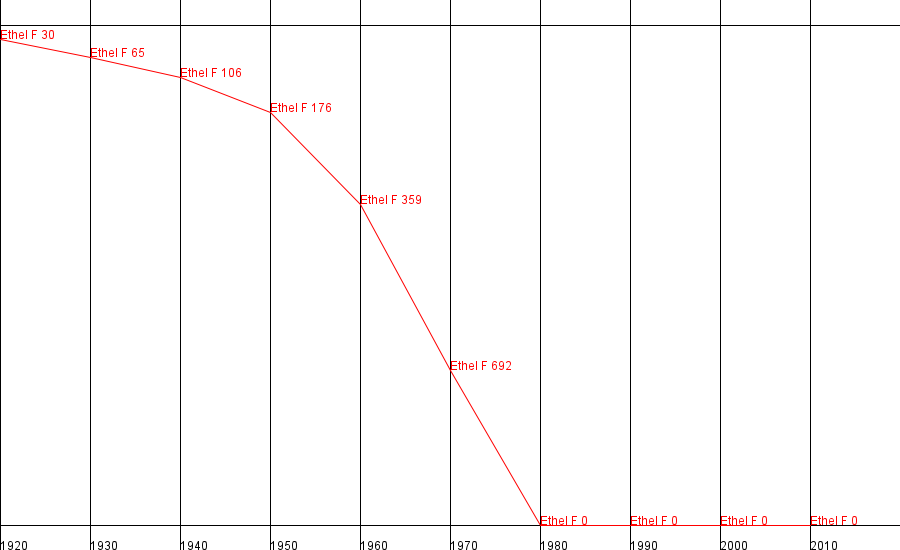 Ethel F 30
Ethel F 65
Ethel F 106
Ethel F 176
Ethel F 359
Ethel F 692
Ethel F 0 Ethel F 0 Ethel F 0 Ethel F 0
1920 1930 1940 1950 1960 1970 1980 1990 2000 2010